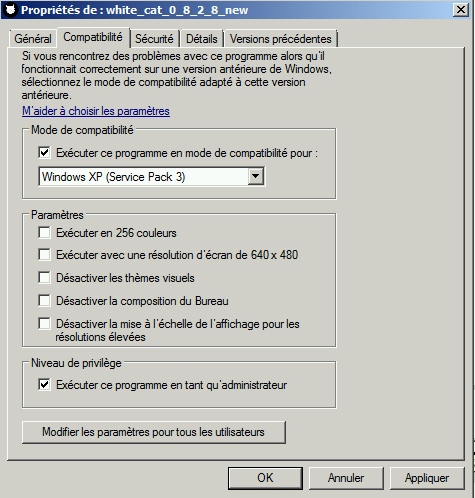 Propriétés de : white_cat_0_8_2_8_new
Général
Compatibilité
Sécurité
Détails
Versions précédentes
Si vous rencontrez des problèmes avec ce programme alors qu'il
fonctionnait correctement sur une version antérieure de Windows,
sélectionnez le mode de compatibilité adapté à cette version
antérieure.
M'aider à choisir les paramètres
Mode de compatibilité
Exécuter ce programme en mode de compatibilité pour :
Windows XP (Service Pack 3)
Paramètres
Exécuter en 256 couleurs
Exécuter avec une résolution d'écran de 640 x 480
Désactiver les thèmes visuels
Désactiver la composition du Bureau
Désactiver la mise à l'échelle de l'affichage pour les
résolutions élevées
Niveau de privilège
Exécuter ce programme en tant qu'administrateur
Modifier les paramètres pour tous les utilisateurs
OK
Annuler
Appliquer